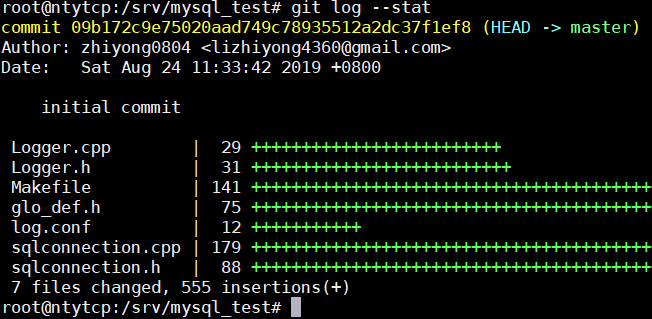 root@ntytcp:/srv/mysql_test# git log --stat
commit 09b172c9e75020aad749c78935512a2dc37f1ef8 (HEAD -> master)
Author: zhiyong0804 <lizhiyong4360@gmail.com>
Date:   Sat Aug 24 11:33:42 2019 +0800
    initial commit
 Logger.cpp        |  29 +++++++++++++++++++++++++
 Logger.h          |  31 ++++++++++++++++++++++++++
 Makefile          | 141 ++++++++++++++++++++++++++++++++++++++++
 glo_def.h         |  75 ++++++++++++++++++++++++++++++++++++++++
 log.conf          |  12 +++++++++++
 sqlconnection.cpp | 179 ++++++++++++++++++++++++++++++++++++++++
 sqlconnection.h   |  88 ++++++++++++++++++++++++++++++++++++++++
 7 files changed, 555 insertions(+)
root@ntytcp:/srv/mysql_test#